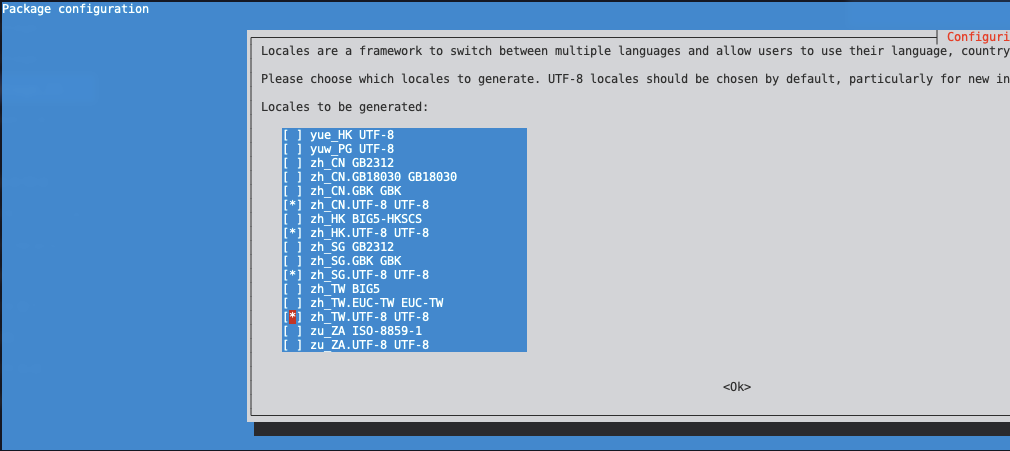 Package configuration
Configuri
Locales are a framework to switch between multiple languages and allow users to use their language, country
Please choose which locales to generate. UTF-8 locales should be chosen by default, particularly for new in
Locales to be generated:
[ ] yue_HK UTF-8
[ ] yuw_PG UTF-8
[ ] zh_CN GB2312
[ ] zh_CN.GB18030 GB18030
[ ] zh_CN.GBK GBK
[*] zh_CN.UTF-8 UTF-8
[ ] zh_HK BIG5-HKSCS
[*] zh_HK.UTF-8 UTF-8
[ ] zh_SG GB2312
[ ] zh_SG.GBK GBK
[*] zh_SG.UTF-8 UTF-8
[ ] zh_TW BIG5
[ ] zh_TW.EUC-TW EUC-TW
[*] zh_TW.UTF-8 UTF-8
[ ] zu_ZA ISO-8859-1
[ ] zu_ZA.UTF-8 UTF-8
<Ok>